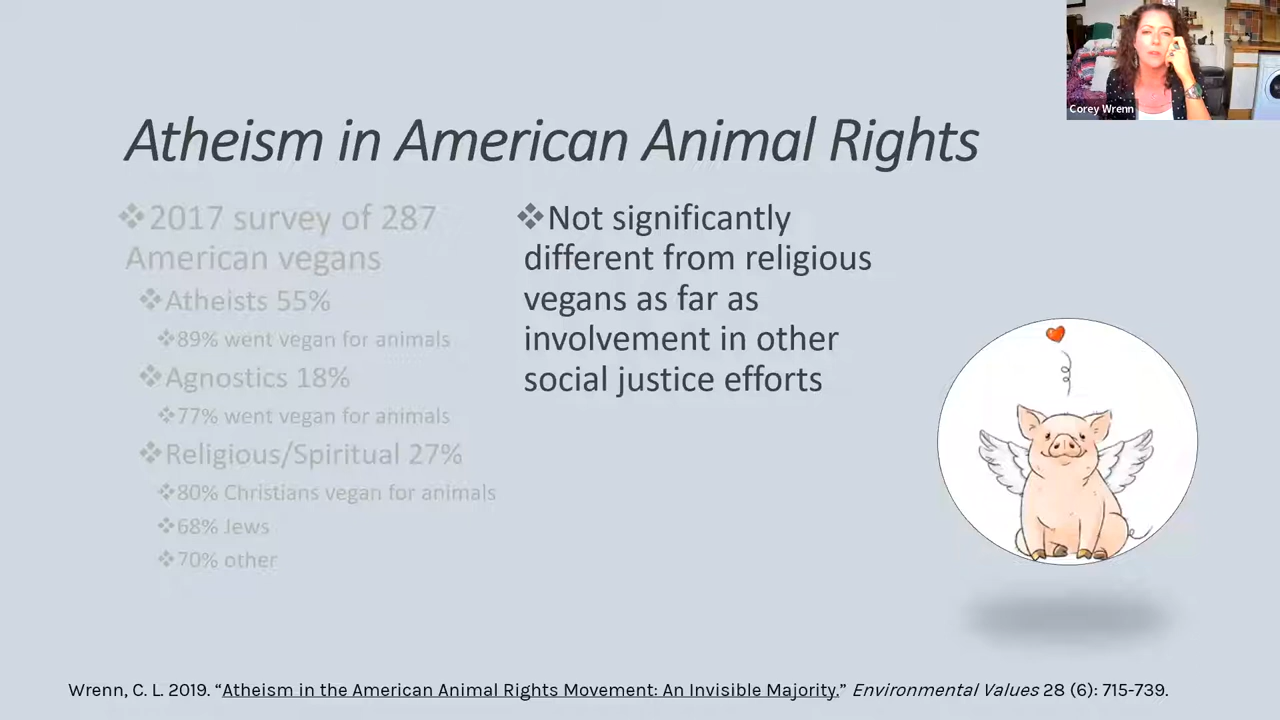 Corey Wrenn
Atheism in American Animal Rights
❖2017 survey of 287
American vegans
❖Atheists 55%
❖89% went vegan for animals
❖Agnostics 18%
❖77% went vegan for animals
❖Religious/Spiritual 27%
❖80% Christians vegan for animals
❖68% Jews
❖70% other
❖Not significantly
different from religious
vegans as far as
involvement in other
social justice efforts
Wrenn, C. L. 2019. “Atheism in the American Animal Rights Movement: An Invisible Majority.” Environmental Values 28 (6): 715-739.